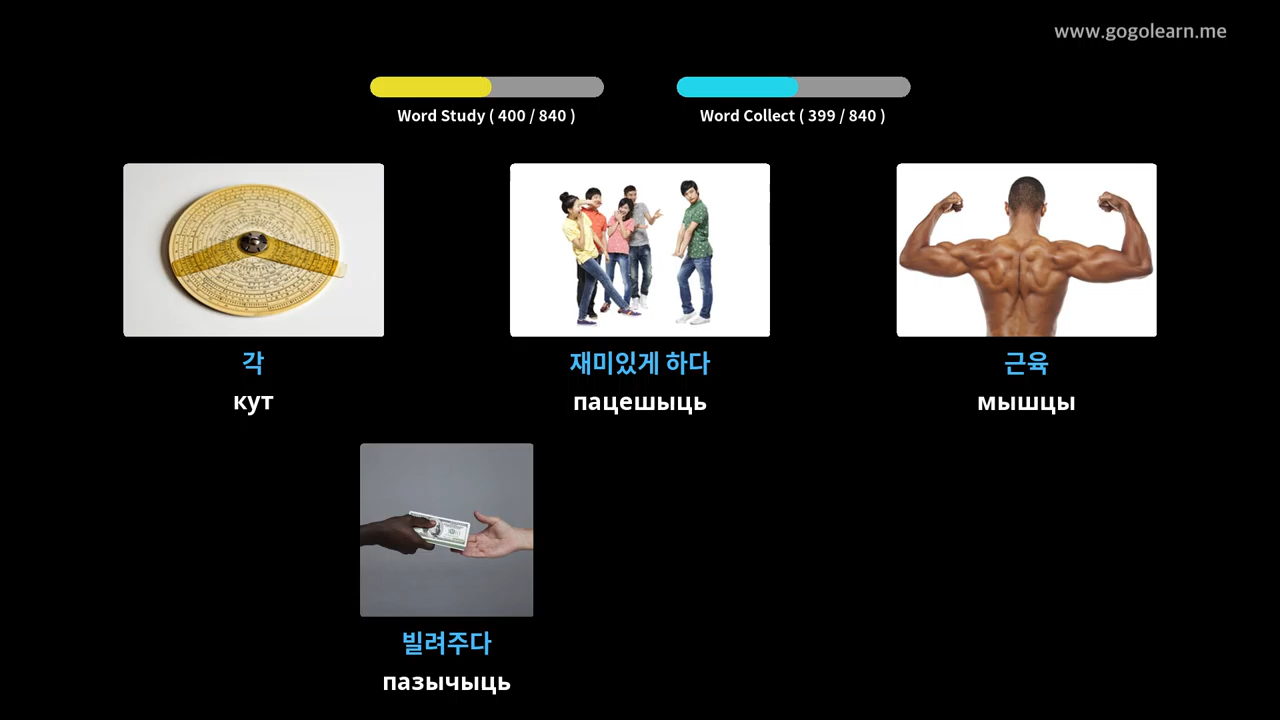 www.gogolearn.me
Word Study ( 400 / 840 )
Word Collect ( 399 / 840 )
각
кут
재미있게 하다
пацешыць
근육
мышцы
빌려주다
пазычыць